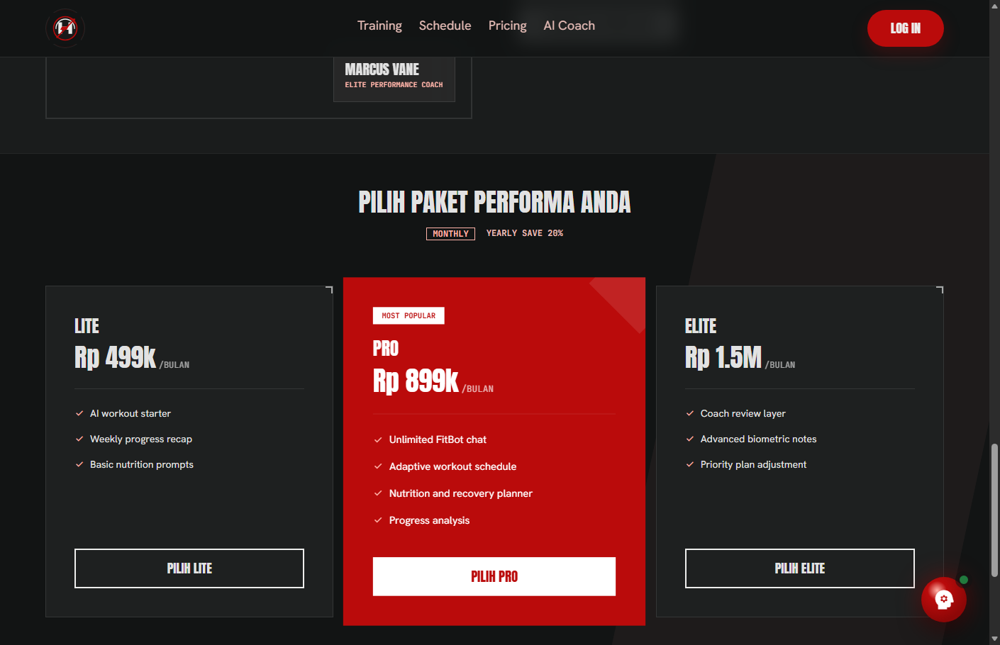 Training Schedule Pricing AI Coach
LOG IN
MARCUS VANE
ELITE PERFORMANCE COACH
PILIH PAKET PERFORMA ANDA
MONTHLY YEARLY SAVE 20%
LITE
Rp 499k /BULAN
AI workout starter
Weekly progress recap
Basic nutrition prompts
PILIH LITE
MOST POPULAR
PRO
Rp 899k /BULAN
Unlimited FitBot chat
Adaptive workout schedule
Nutrition and recovery planner
Progress analysis
PILIH PRO
ELITE
Rp 1.5M /BULAN
Coach review layer
Advanced biometric notes
Priority plan adjustment
PILIH ELITE